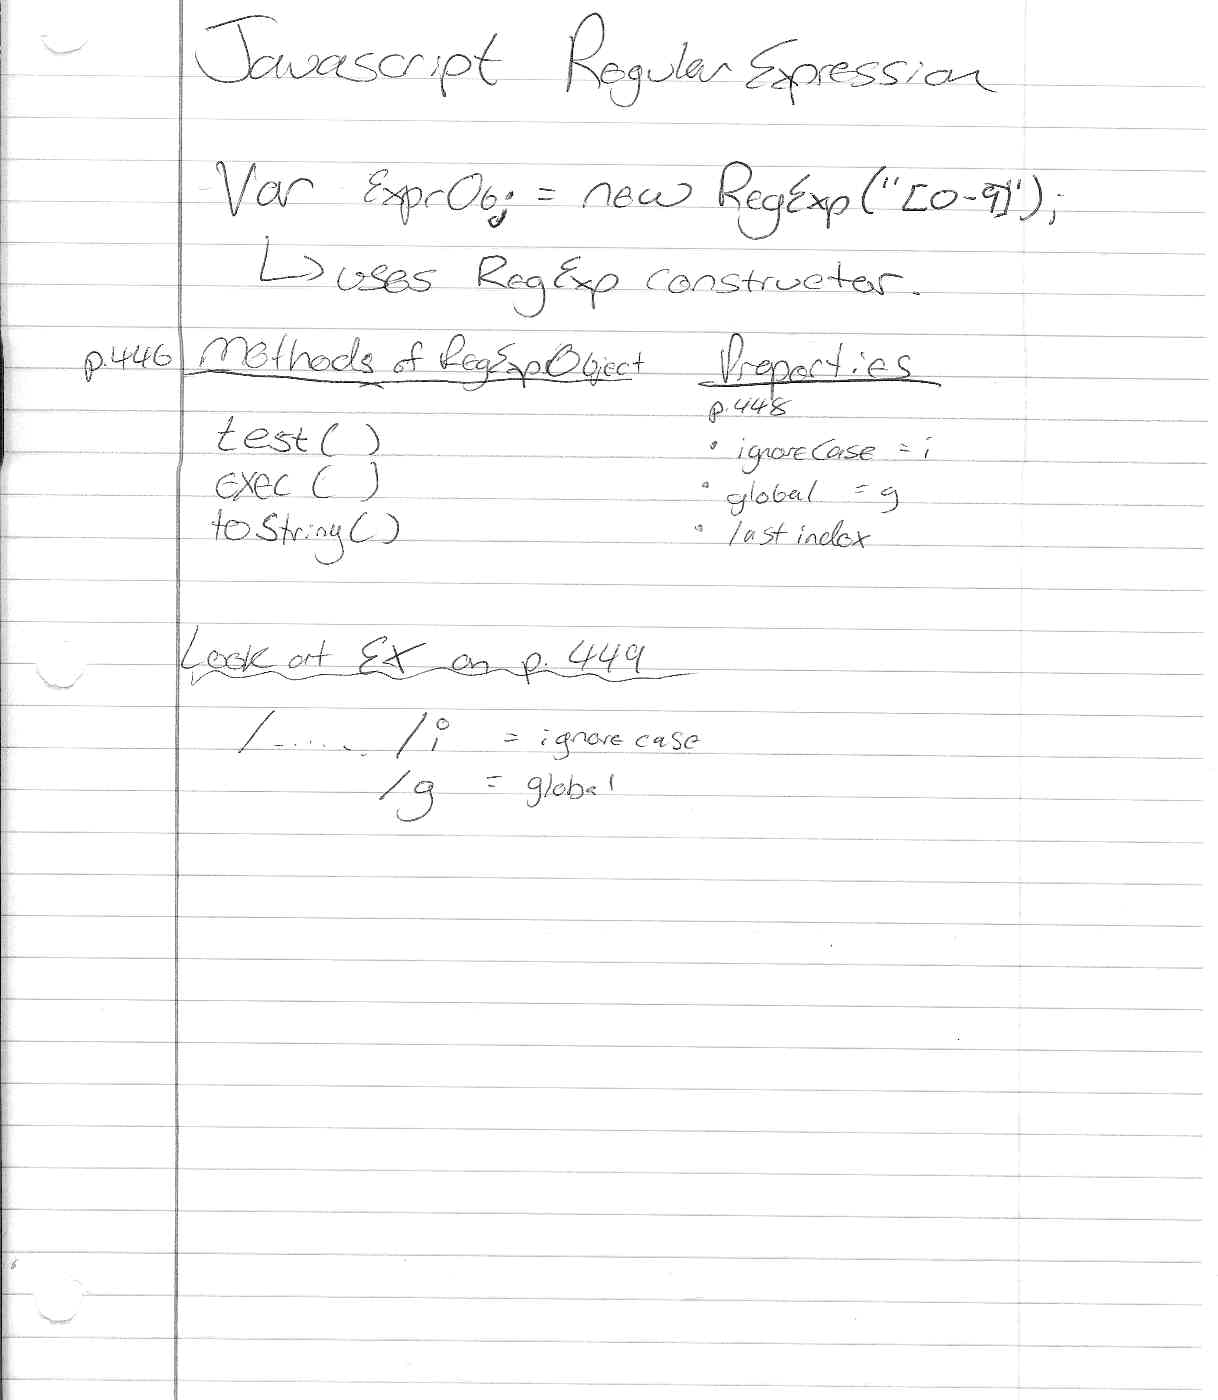 Javascript Regular Expression
Var ExprObj = new RegExp("[0-9]");
↳ uses RegExp constructer.
p.446 Methods of RegExpObject Properties
p.448
test()
• ignoreCase = i
exec()
• global = g
toString()
• last index
Look at EX on p. 449
/....... /i = ignore case
/g = global